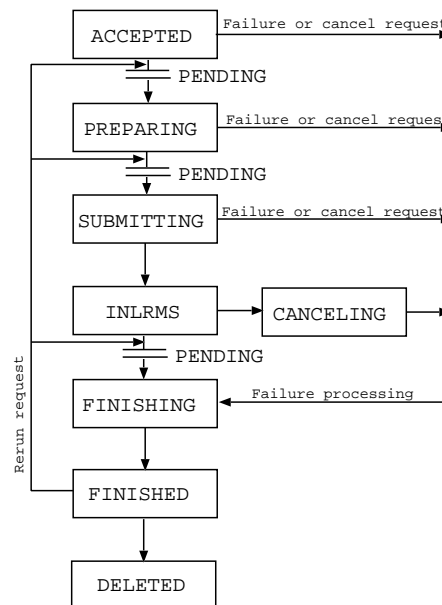 ACCEPTED
Failure or cancel request
PENDING
PREPARING
Failure or cancel reques
PENDING
SUBMITTING
Failure or cancel request
INLRMS
CANCELING
PENDING
FINISHING
Failure processing
Rerun request
FINISHED
DELETED